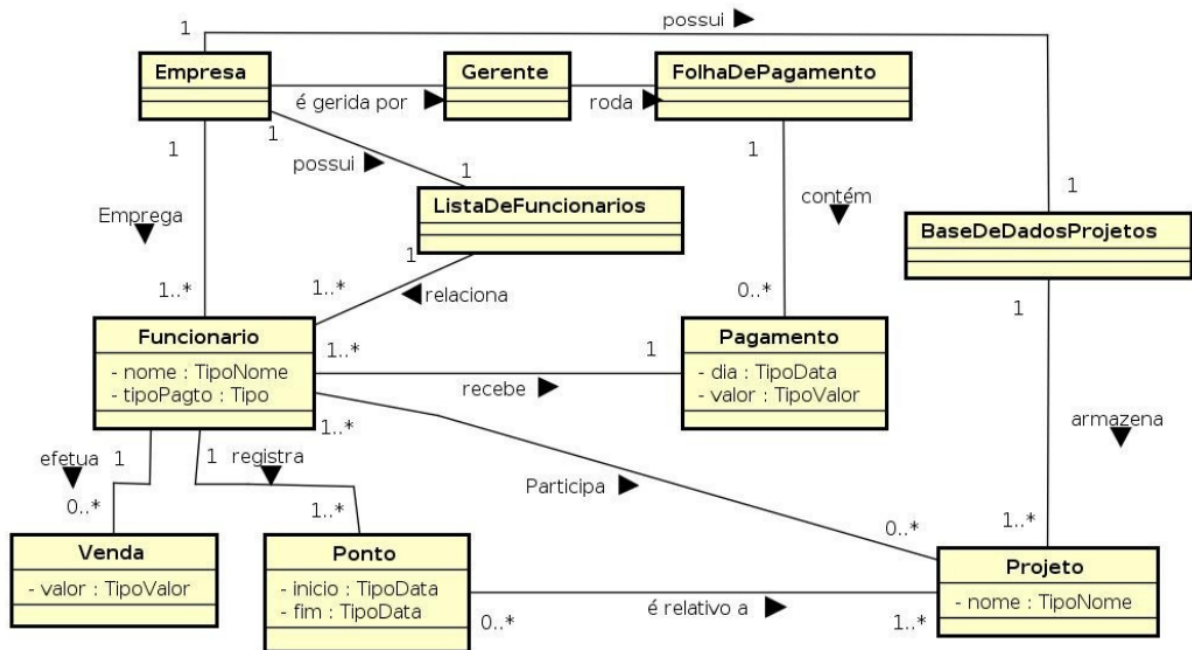 possui
1
Empresa
Gerente
FolhaDePagamento
é gerida por
roda
1
1
possui
1
1
1
Emprega
ListaDeFuncionarios
contém
BaseDeDadosProjetos
1
1..*
1..*
relaciona
0..*
1
Funcionario
- nome : TipoNome
- tipoPagto : Tipo
1..*
recebe
1
Pagamento
- dia : TipoData
- valor : TipoValor
armazena
1..*
efetua
1
1
registra
Participa
0..*
1..*
0..*
1..*
Venda
- valor : TipoValor
Ponto
- inicio : TipoData
- fim : TipoData
Projeto
- nome : TipoNome
0..*
é relativo a
1..*